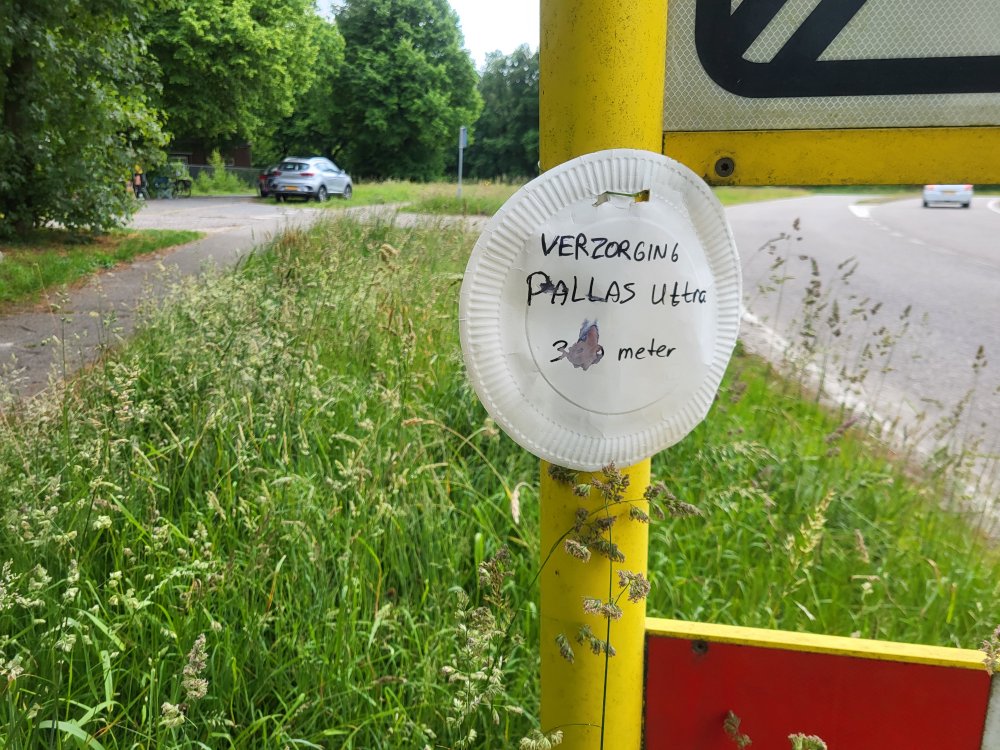 VERZORGING
PALLAS Ultra
meter